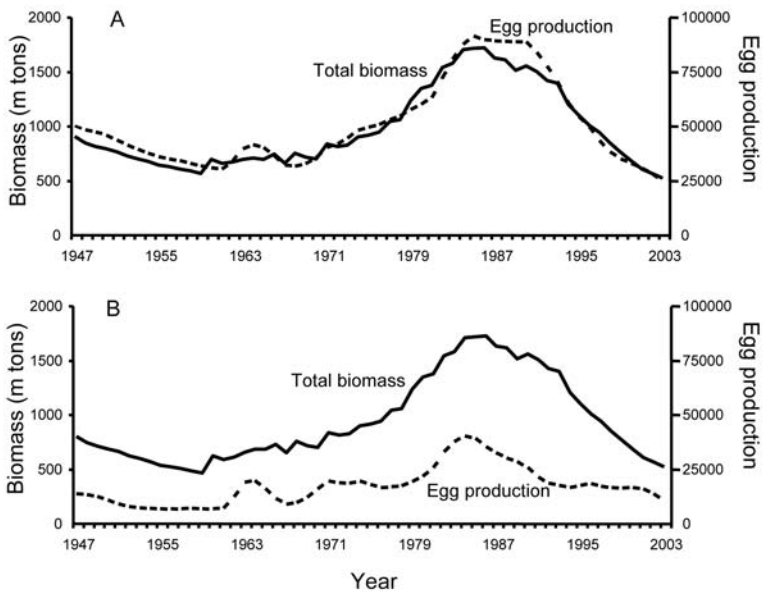 A
Biomass (m tons)
2000
1500
1000
500
0
Total biomass
Egg production
100000
75000
50000
25000
0
Egg production
1947 1955 1963 1971 1979 1987 1995 2003
B
Biomass (m tons)
2000
1500
1000
500
0
Total biomass
Egg production
100000
75000
50000
25000
0
Egg production
1947 1955 1963 1971 1979 1987 1995 2003
Year